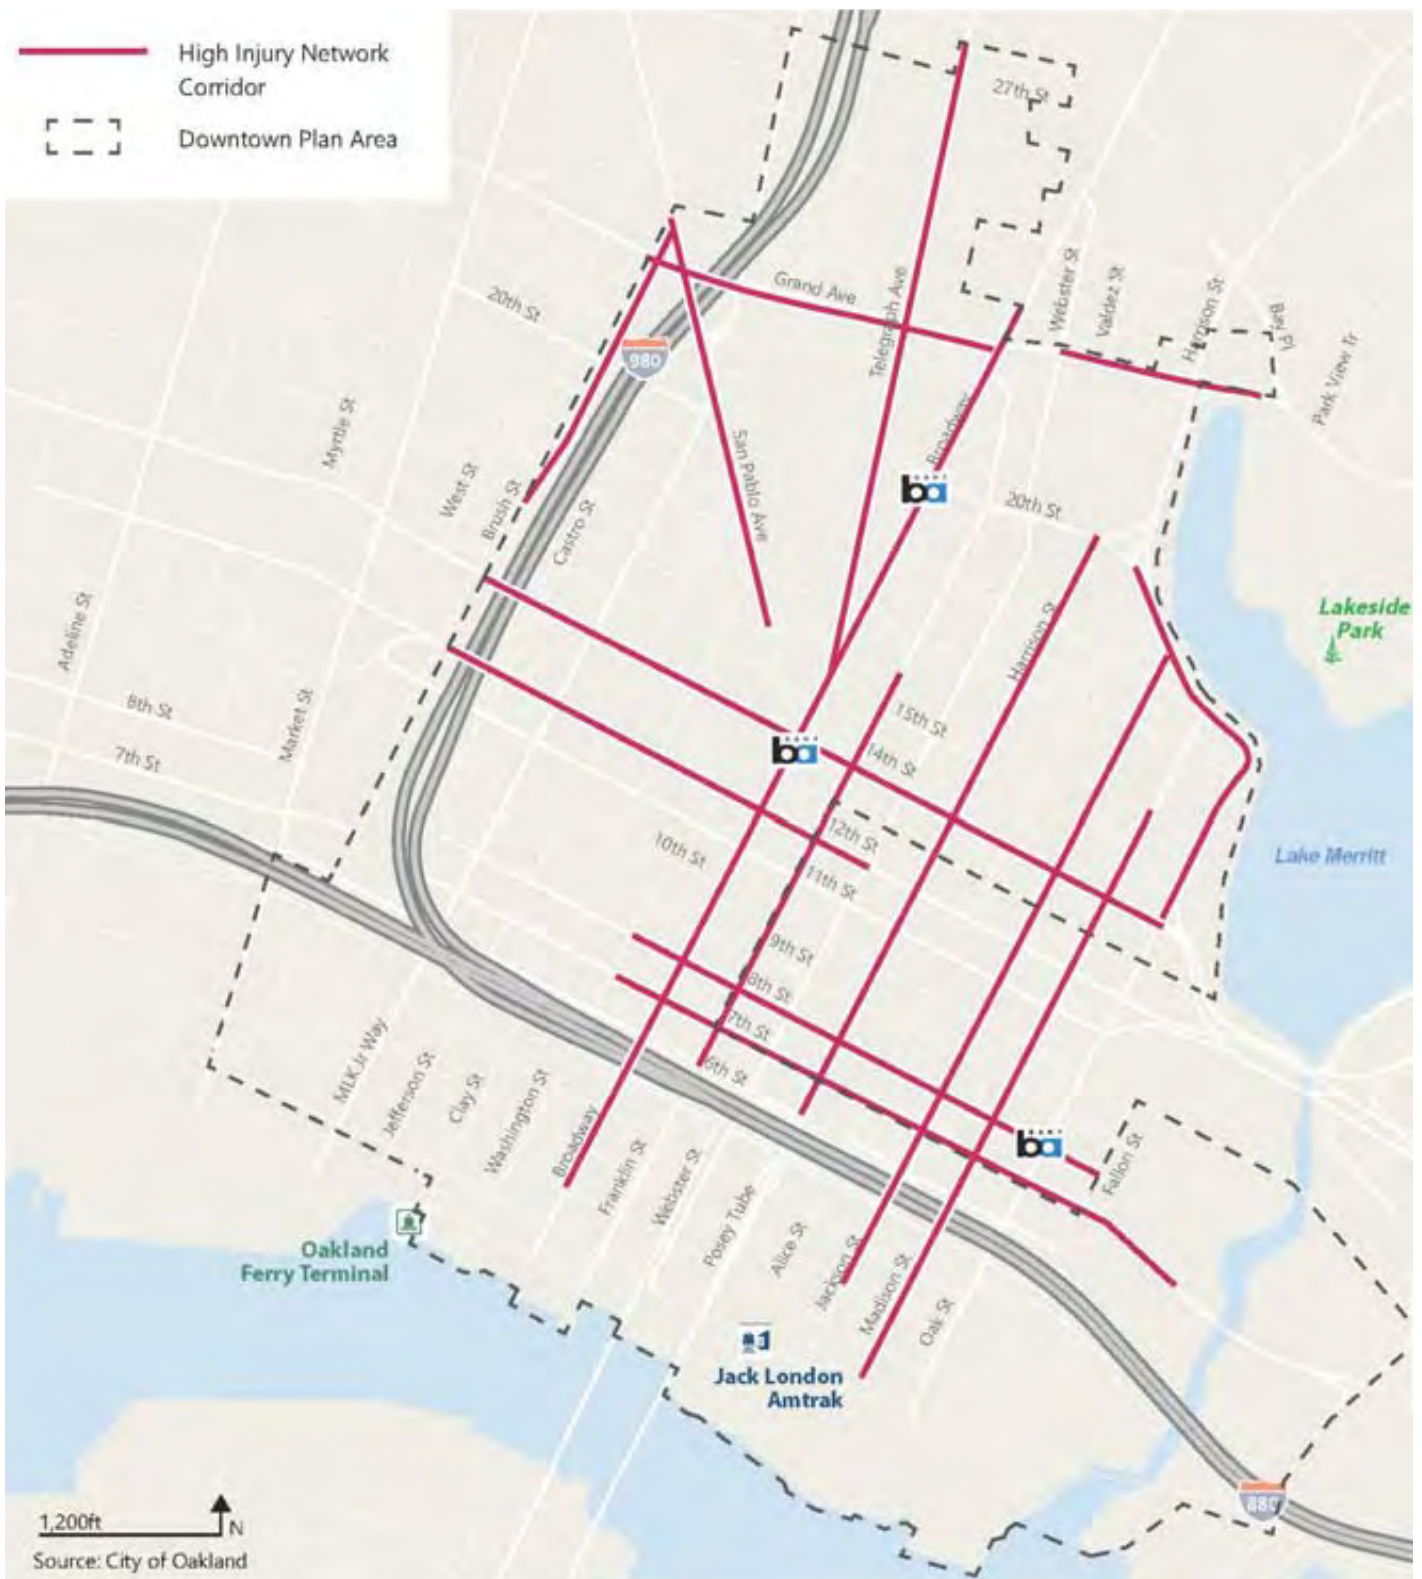 High Injury Network
Corridor
Downtown Plan Area
27th St
Grand Ave
Telegraph Ave
Webster St
Valdez St
Harrison St
Bay Pl
Park View Tr
20th St
980
Myrtle St
West St
Brush St
Castro St
San Pablo Ave
Broadway
ba
20th St
Adeline St
8th St
7th St
Market St
Harrison St
Lakeside
Park
15th St
14th St
ba
12th St
11th St
10th St
Lake Merritt
9th St
8th St
7th St
6th St
MLK Jr Way
Jefferson St
Clay St
Washington St
Broadway
Franklin St
Webster St
Posey Tube
Alice St
Jackson St
Madison St
Oak St
ba
Fallon St
Oakland
Ferry Terminal
Jack London
Amtrak
880
1,200ft
N
Source: City of Oakland